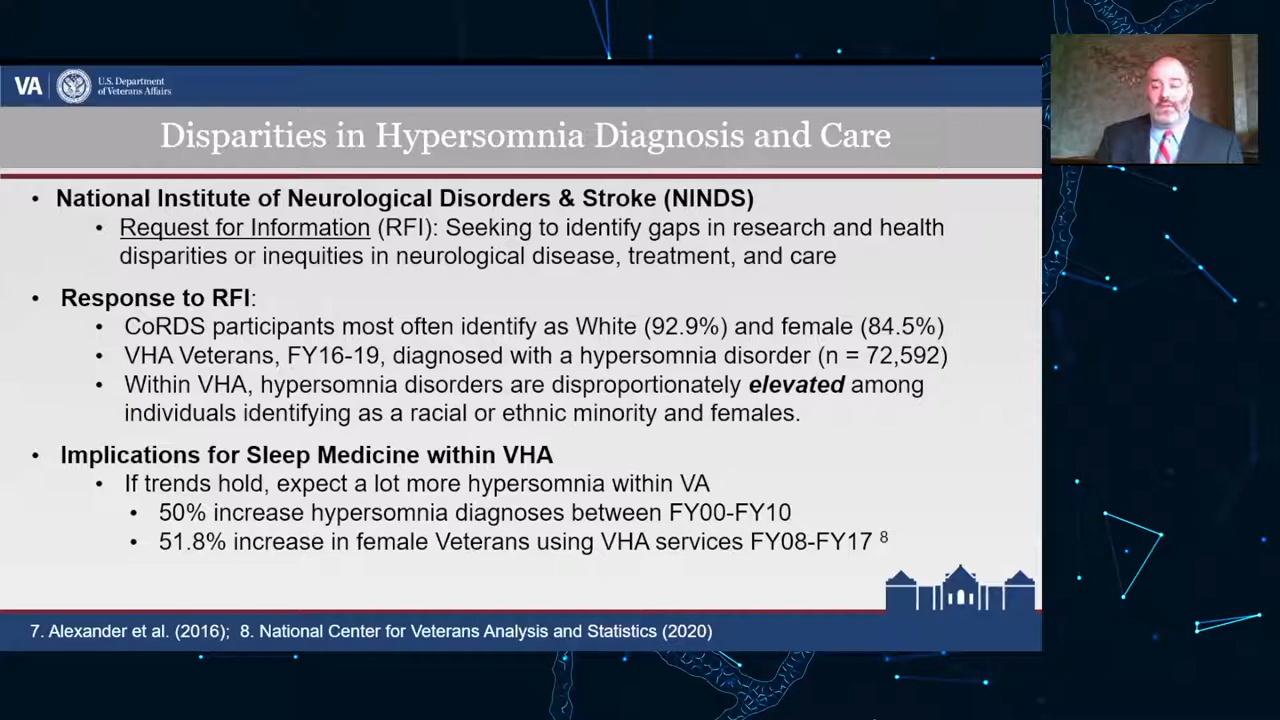 VA
U.S. Department
of Veterans Affairs
Disparities in Hypersomnia Diagnosis and Care
• National Institute of Neurological Disorders & Stroke (NINDS)
• Request for Information (RFI): Seeking to identify gaps in research and health
disparities or inequities in neurological disease, treatment, and care
• Response to RFI:
• CoRDS participants most often identify as White (92.9%) and female (84.5%)
• VHA Veterans, FY16-19, diagnosed with a hypersomnia disorder (n = 72,592)
• Within VHA, hypersomnia disorders are disproportionately elevated among
individuals identifying as a racial or ethnic minority and females.
• Implications for Sleep Medicine within VHA
• If trends hold, expect a lot more hypersomnia within VA
• 50% increase hypersomnia diagnoses between FY00-FY10
• 51.8% increase in female Veterans using VHA services FY08-FY17 8
7. Alexander et al. (2016); 8. National Center for Veterans Analysis and Statistics (2020)